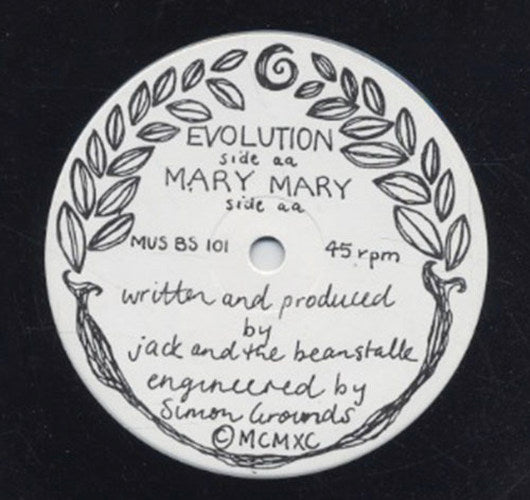 EVOLUTION
side aa
MARY MARY
side aa
MUS BS 101 45 rpm
written and produced
by
jack and the beanstalk
engineered by
Simon Grounds
©MCMXC